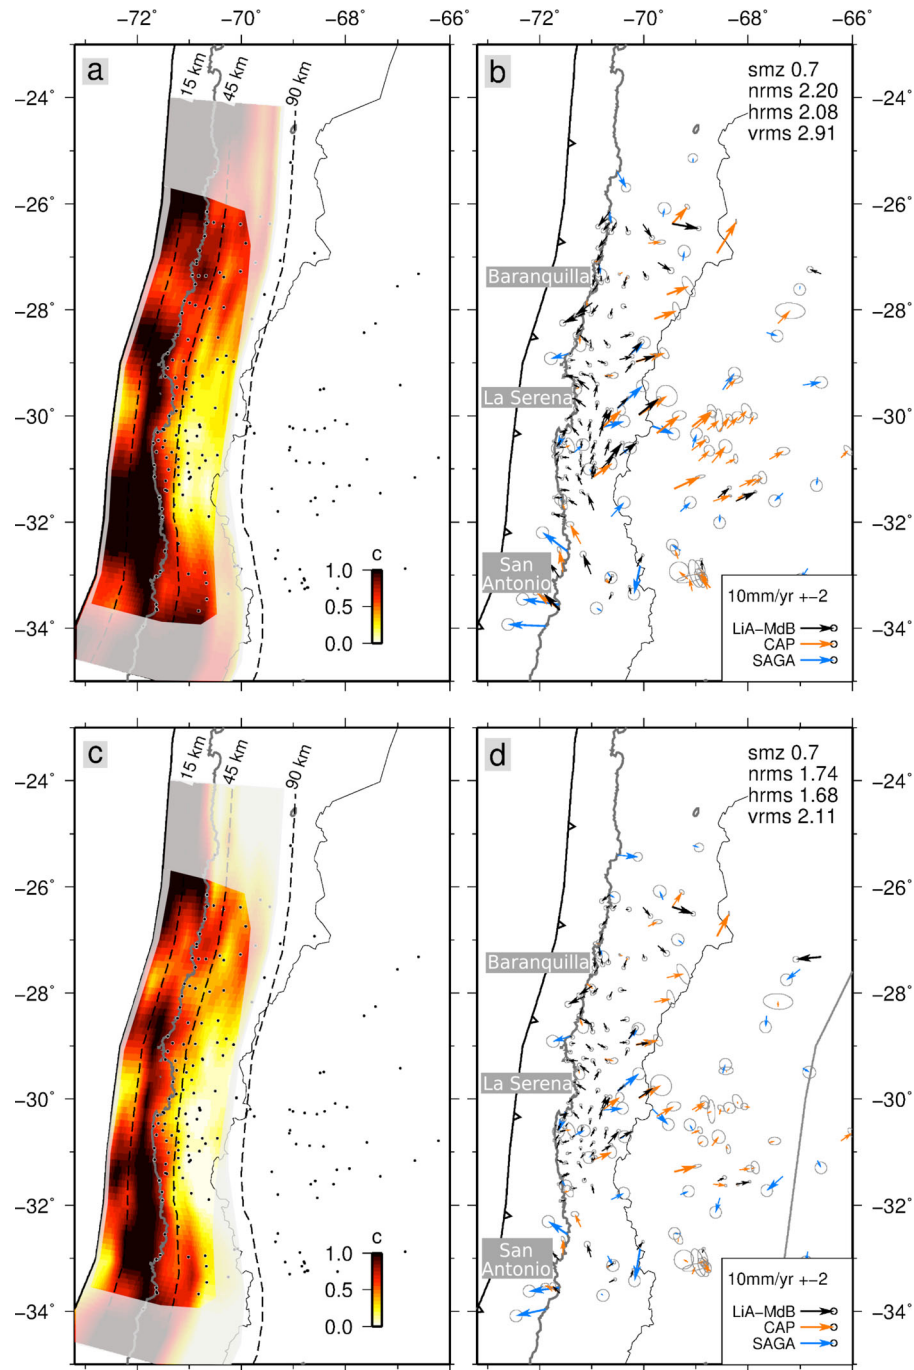 −72° −70° −68° −66°
−72° −70° −68° −66°
a
15 km
45 km
90 km
−24°
−26°
−28°
−30°
−32°
−34°
C
1.0
0.5
0.0
b
smz 0.7
nrms 2.20
hrms 2.08
vrms 2.91
−24°
−26°
Baranquilla
−28°
La Serena
−30°
−32°
San
Antonio
−34°
10mm/yr +−2
LiA−MdB
CAP
SAGA
c
15 km
45 km
90 km
−24°
−26°
−28°
−30°
−32°
−34°
C
1.0
0.5
0.0
d
smz 0.7
nrms 1.74
hrms 1.68
vrms 2.11
−24°
−26°
Baranquilla
−28°
La Serena
−30°
−32°
San
Antonio
−34°
10mm/yr +−2
LiA−MdB
CAP
SAGA